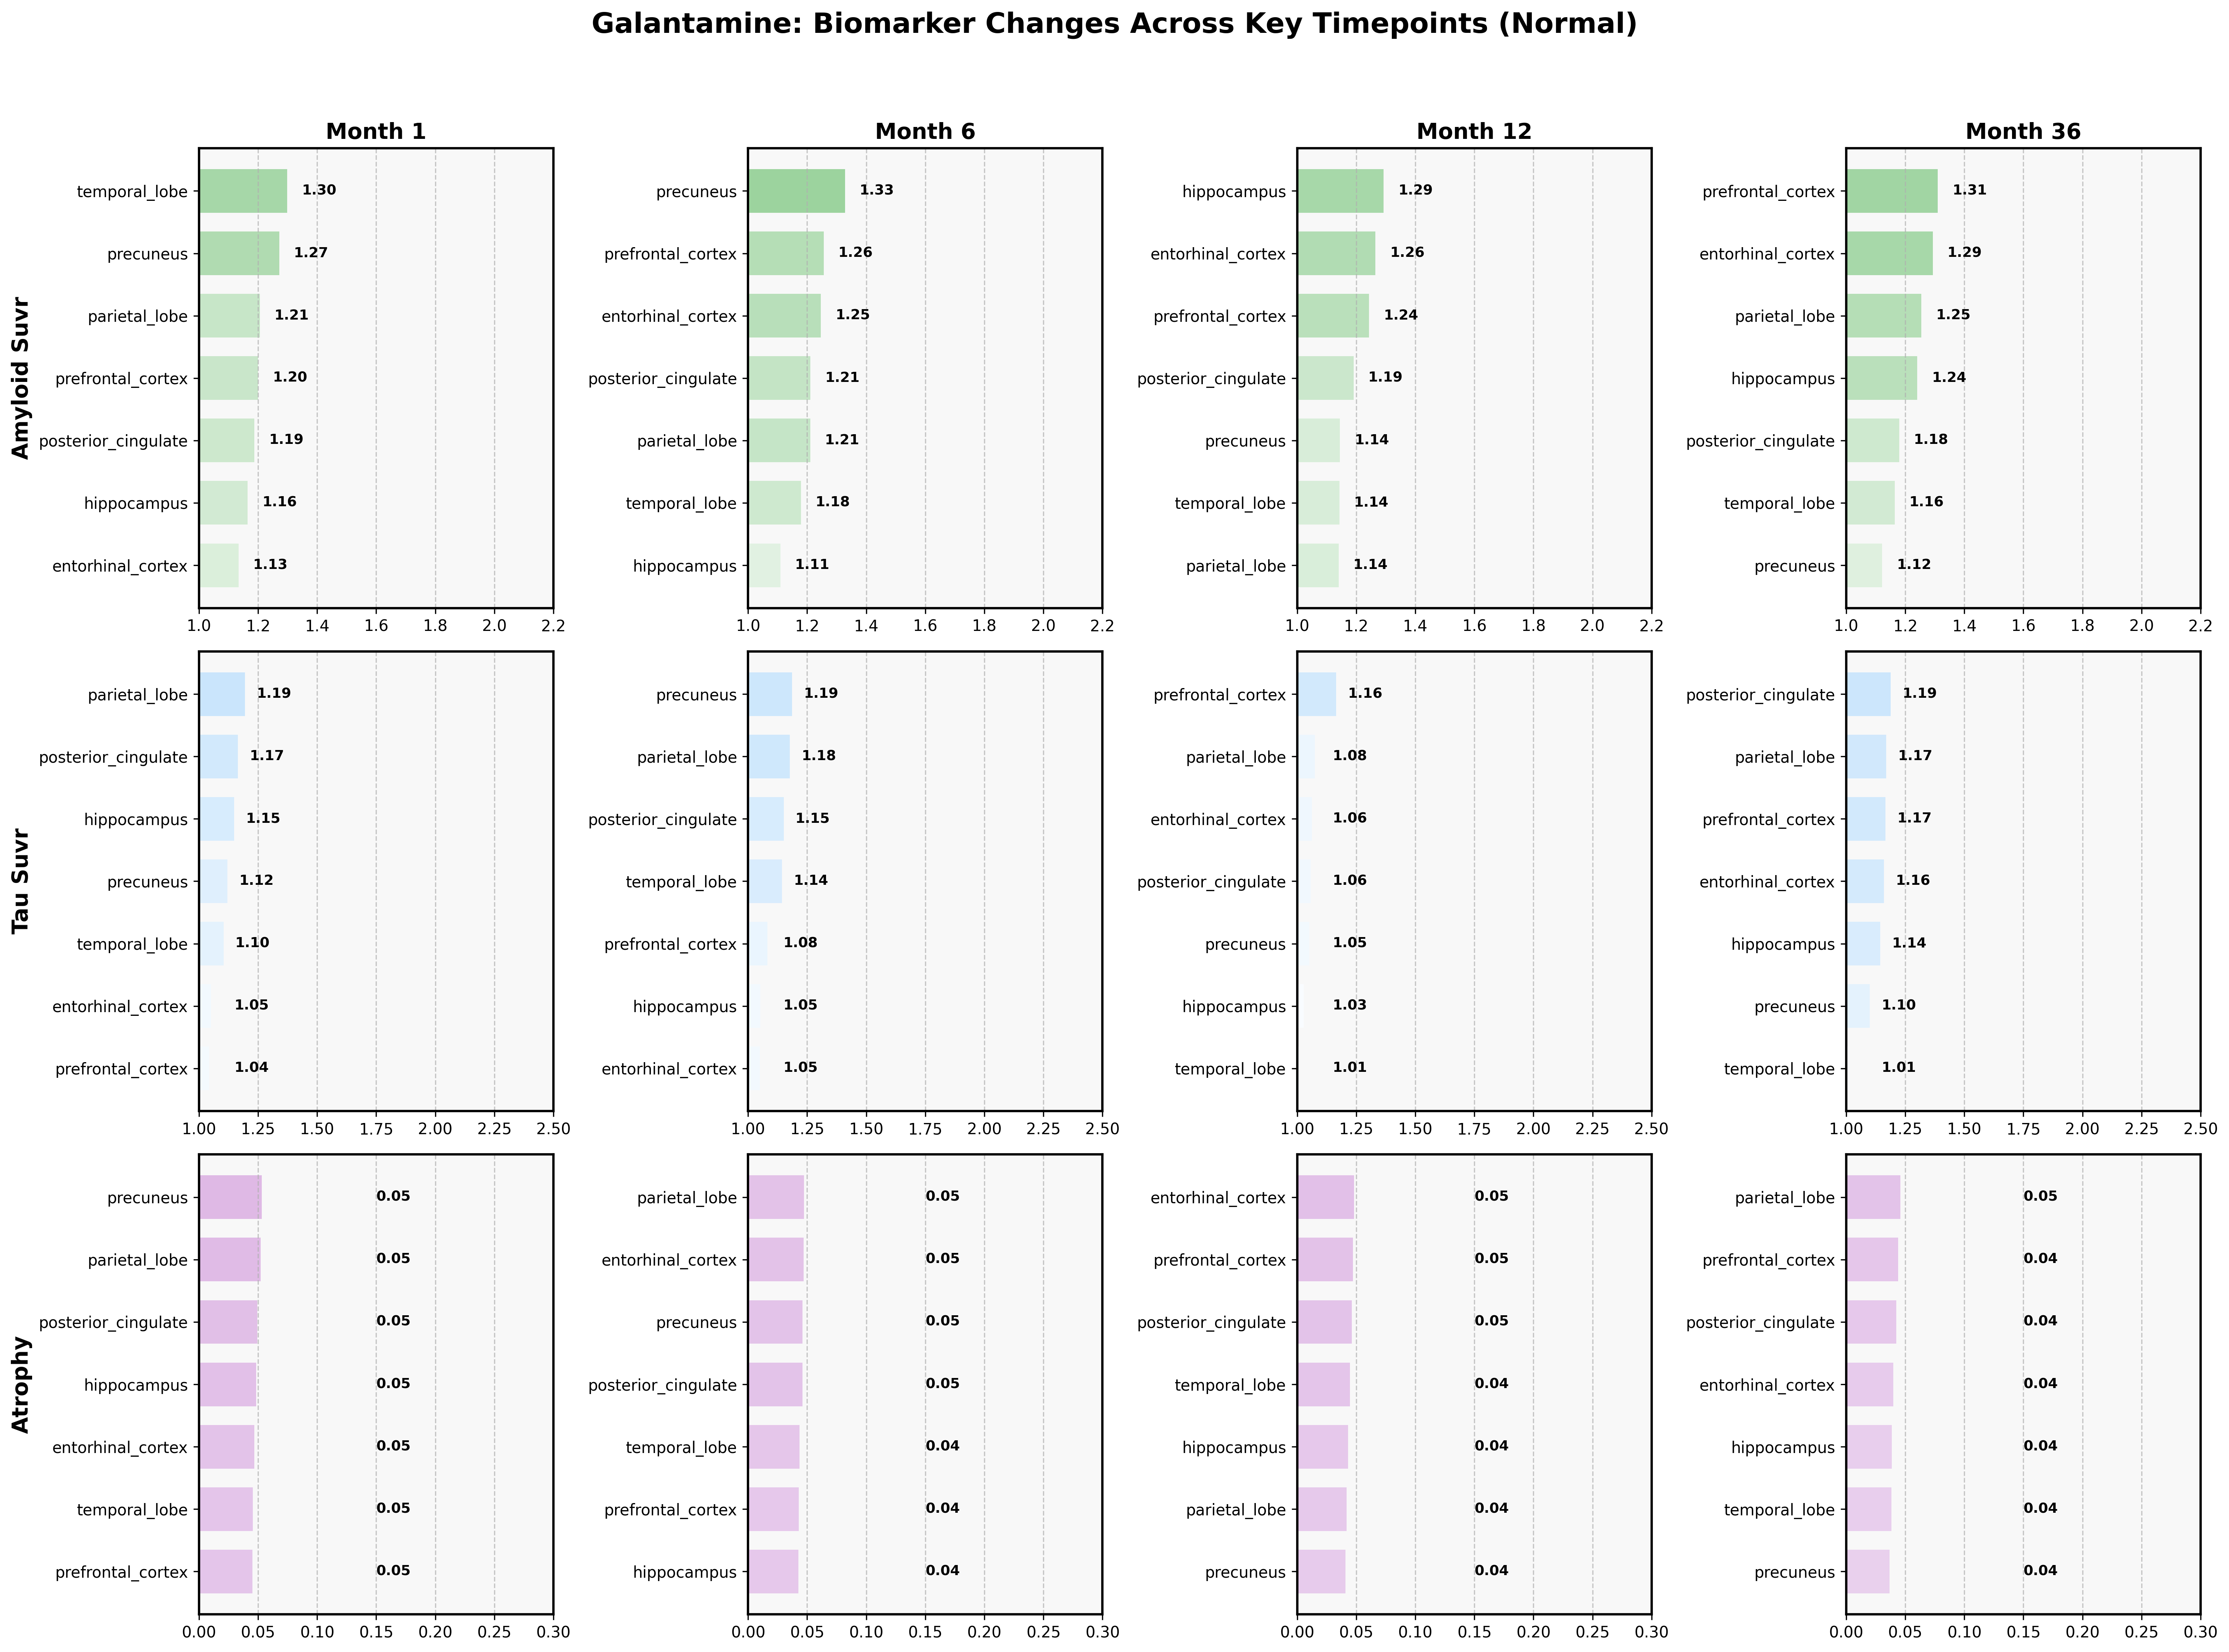 Galantamine: Biomarker Changes Across Key Timepoints (Normal)
Month 1
Month 6
Month 12
Month 36
Amyloid Suvr
temporal_lobe 1.30
precuneus 1.27
parietal_lobe 1.21
prefrontal_cortex 1.20
posterior_cingulate 1.19
hippocampus 1.16
entorhinal_cortex 1.13
1.0 1.2 1.4 1.6 1.8 2.0 2.2
precuneus 1.33
prefrontal_cortex 1.26
entorhinal_cortex 1.25
posterior_cingulate 1.21
parietal_lobe 1.21
temporal_lobe 1.18
hippocampus 1.11
1.0 1.2 1.4 1.6 1.8 2.0 2.2
hippocampus 1.29
entorhinal_cortex 1.26
prefrontal_cortex 1.24
posterior_cingulate 1.19
precuneus 1.14
temporal_lobe 1.14
parietal_lobe 1.14
1.0 1.2 1.4 1.6 1.8 2.0 2.2
prefrontal_cortex 1.31
entorhinal_cortex 1.29
parietal_lobe 1.25
hippocampus 1.24
posterior_cingulate 1.18
temporal_lobe 1.16
precuneus 1.12
1.0 1.2 1.4 1.6 1.8 2.0 2.2
Tau Suvr
parietal_lobe 1.19
posterior_cingulate 1.17
hippocampus 1.15
precuneus 1.12
temporal_lobe 1.10
entorhinal_cortex 1.05
prefrontal_cortex 1.04
1.00 1.25 1.50 1.75 2.00 2.25 2.50
precuneus 1.19
parietal_lobe 1.18
posterior_cingulate 1.15
temporal_lobe 1.14
prefrontal_cortex 1.08
hippocampus 1.05
entorhinal_cortex 1.05
1.00 1.25 1.50 1.75 2.00 2.25 2.50
prefrontal_cortex 1.16
parietal_lobe 1.08
entorhinal_cortex 1.06
posterior_cingulate 1.06
precuneus 1.05
hippocampus 1.03
temporal_lobe 1.01
1.00 1.25 1.50 1.75 2.00 2.25 2.50
posterior_cingulate 1.19
parietal_lobe 1.17
prefrontal_cortex 1.17
entorhinal_cortex 1.16
hippocampus 1.14
precuneus 1.10
temporal_lobe 1.01
1.00 1.25 1.50 1.75 2.00 2.25 2.50
Atrophy
precuneus 0.05
parietal_lobe 0.05
posterior_cingulate 0.05
hippocampus 0.05
entorhinal_cortex 0.05
temporal_lobe 0.05
prefrontal_cortex 0.05
0.00 0.05 0.10 0.15 0.20 0.25 0.30
parietal_lobe 0.05
entorhinal_cortex 0.05
precuneus 0.05
posterior_cingulate 0.05
temporal_lobe 0.04
prefrontal_cortex 0.04
hippocampus 0.04
0.00 0.05 0.10 0.15 0.20 0.25 0.30
entorhinal_cortex 0.05
prefrontal_cortex 0.05
posterior_cingulate 0.05
temporal_lobe 0.04
hippocampus 0.04
parietal_lobe 0.04
precuneus 0.04
0.00 0.05 0.10 0.15 0.20 0.25 0.30
parietal_lobe 0.05
prefrontal_cortex 0.04
posterior_cingulate 0.04
entorhinal_cortex 0.04
hippocampus 0.04
temporal_lobe 0.04
precuneus 0.04
0.00 0.05 0.10 0.15 0.20 0.25 0.30